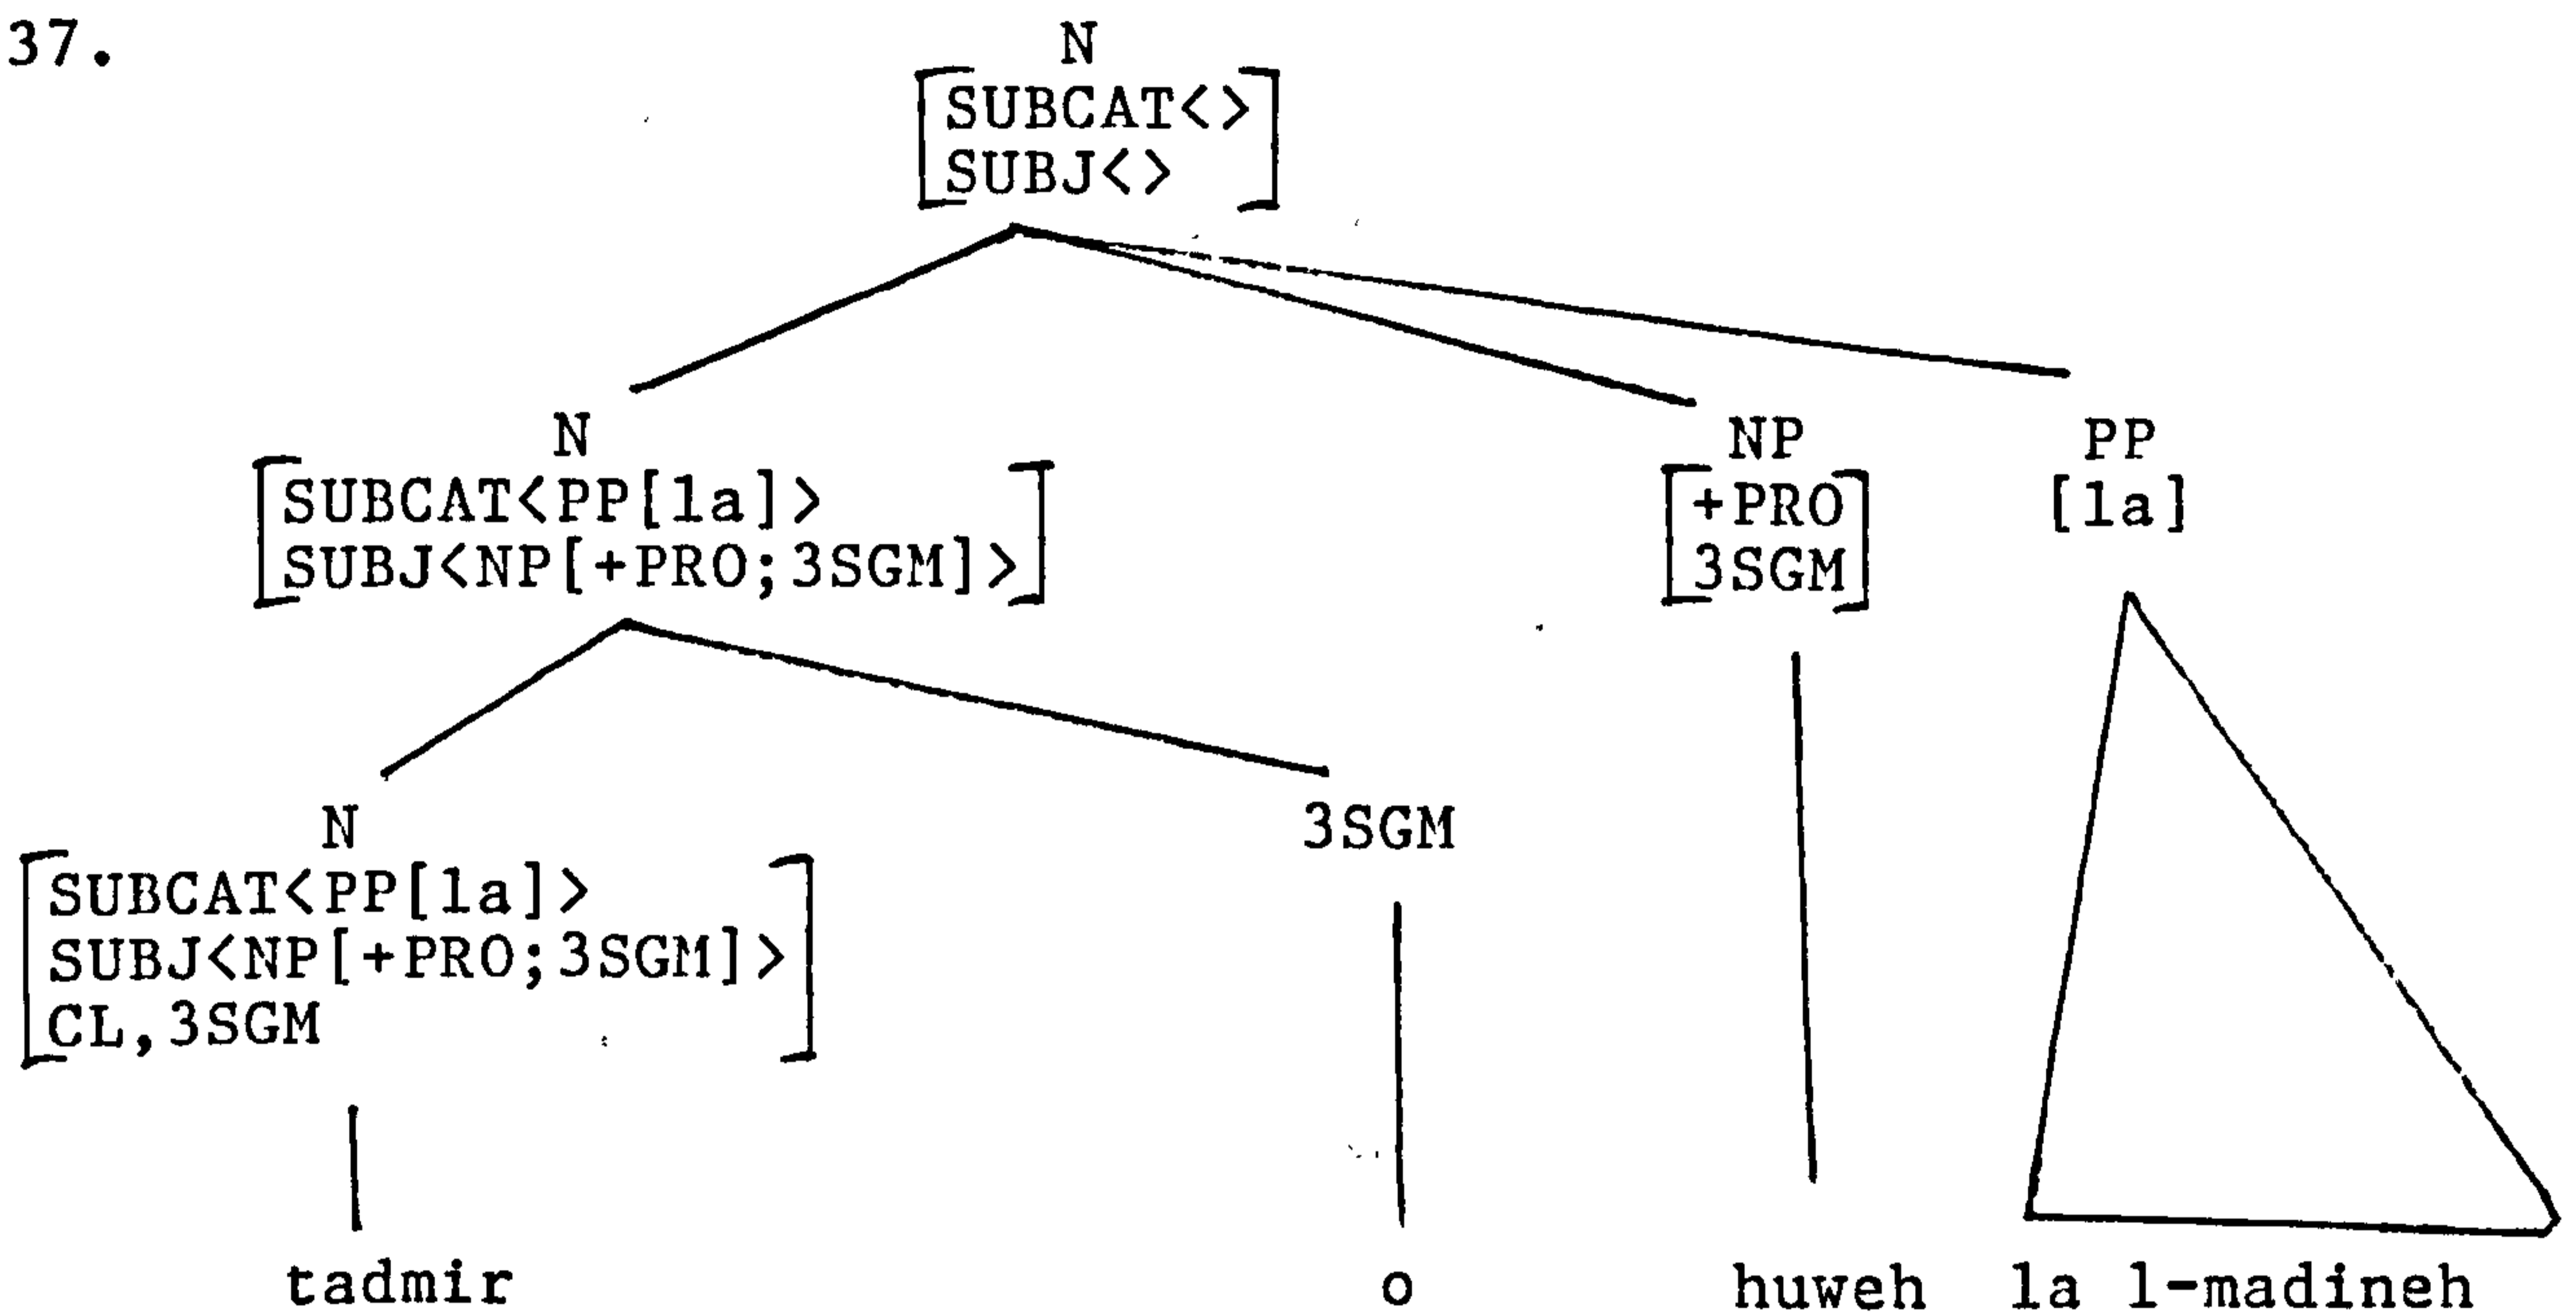 37.
N
SUBCAT<>
SUBJ<>
N NP PP
SUBCAT<PP[la]> +PRO [la]
SUBJ<NP[+PRO;3SGM]> 3SGM
N 3SGM
SUBCAT<PP[la]>
SUBJ<NP[+PRO;3SGM]>
CL,3SGM
tadmir o huweh la l-madineh